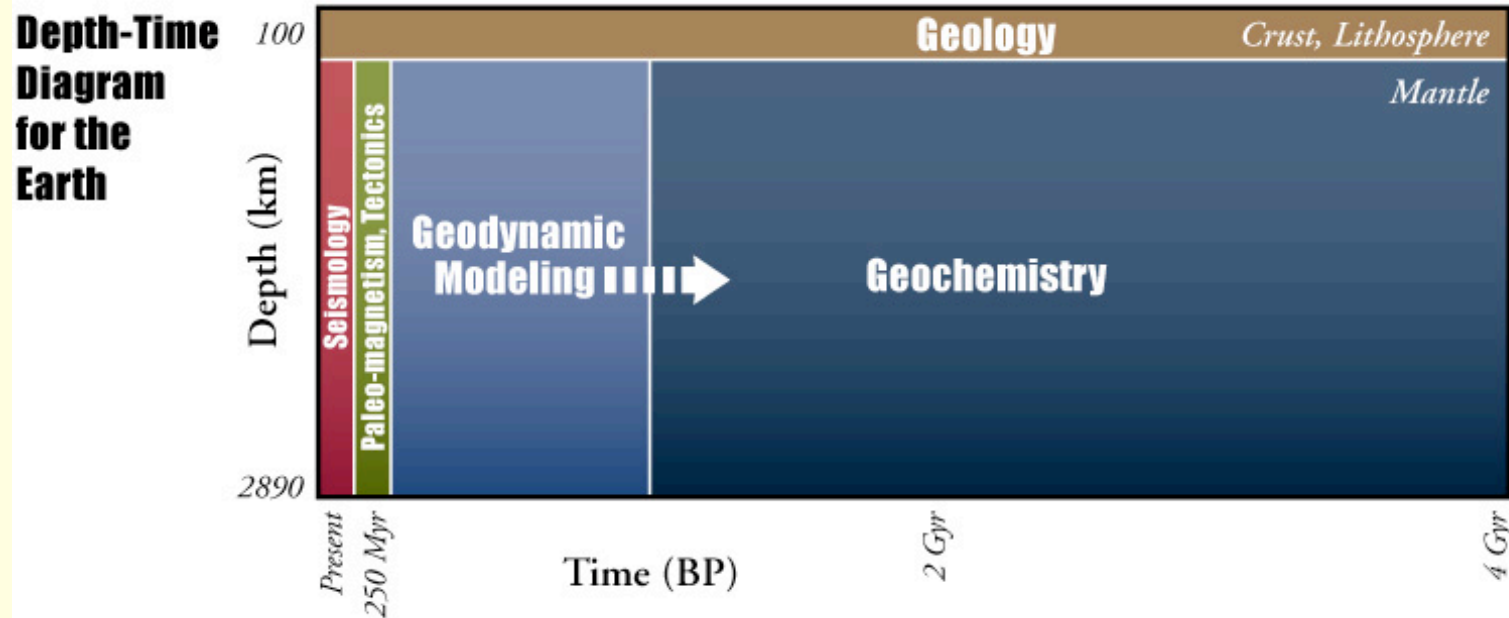 Depth-Time
Diagram
for the
Earth
100
Geology
Crust, Lithosphere
Mantle
Depth (km)
Seismology
Paleo-magnetism, Tectonics
Geodynamic
Modeling
Geochemistry
2890
Present
250 Myr
Time (BP)
2 Gyr
4 Gyr